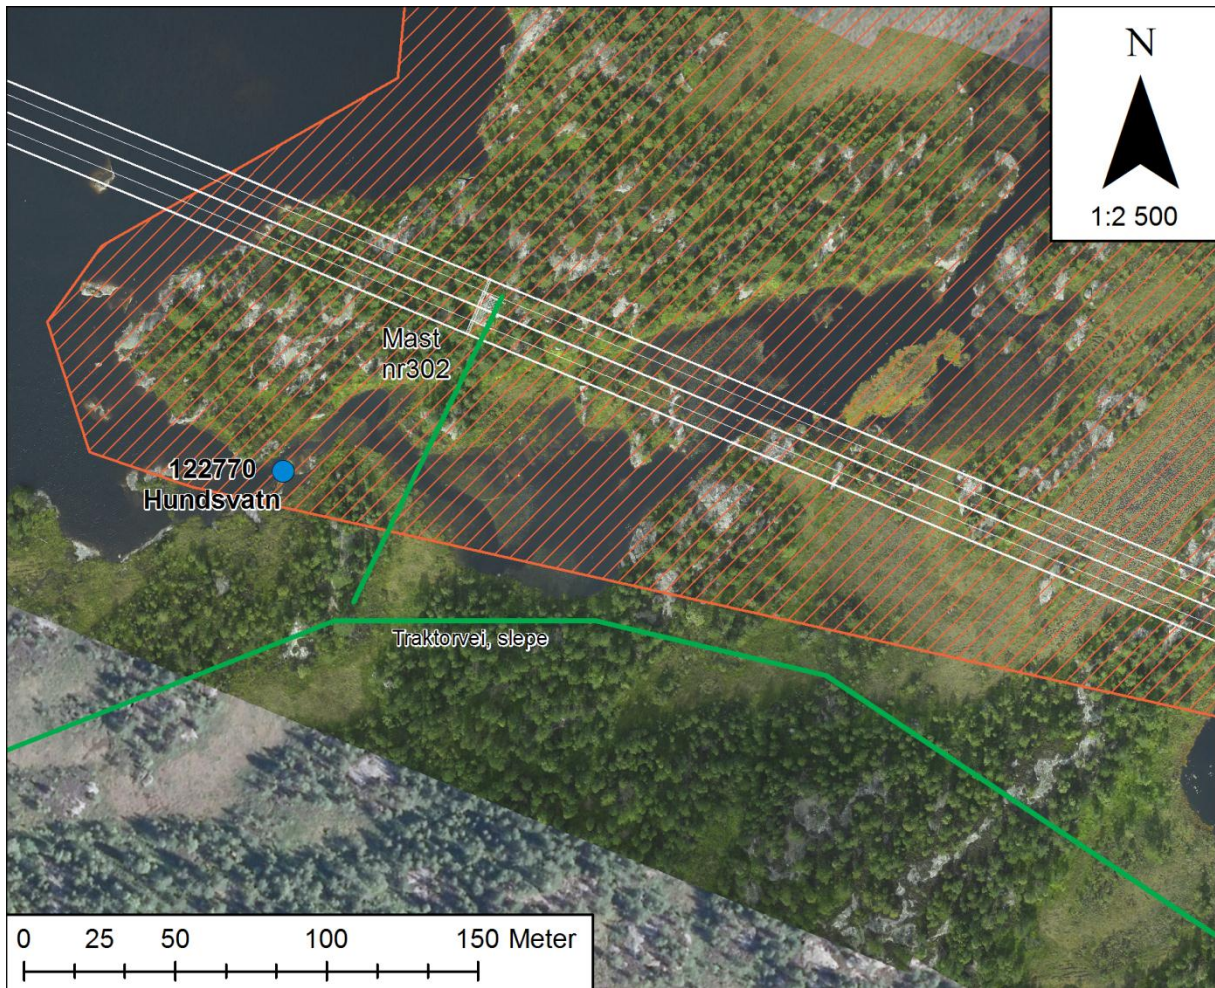 N
1:2 500
Mast
nr302
122770
Hundsvatn
Traktorvei, slepe
0 25 50 100 150 Meter